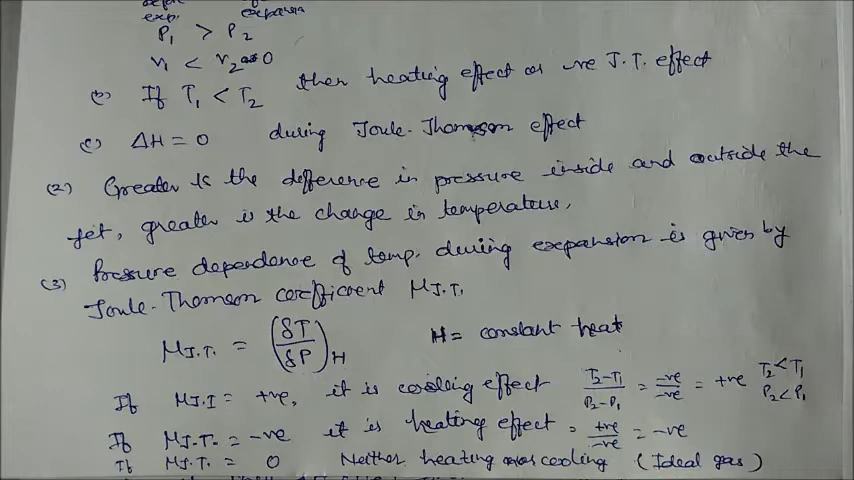 exp. expansion
P₁ > P₂
V₁ < V₂
(b) If T₁ < T₂ then heating effect or -ve J.T. effect
(c) ΔH = 0 during Joule-Thomson effect
(2) Greater is the difference in pressure inside and outside the
jet, greater is the change in temperature.
(3) Pressure dependence of temp. during expansion is given by
Joule-Thomson coefficient μJ.T.
μJ.T. = (δT/δP)H H = constant heat
If μJ.T = +ve, it is cooling effect (T₂-T₁)/(P₂-P₁) = -ve/-ve = +ve T₂<T₁ P₂<P₁
If μJ.T. = -ve it is heating effect = +ve/-ve = -ve
If μJ.T. = 0 Neither heating nor cooling (Ideal gas)